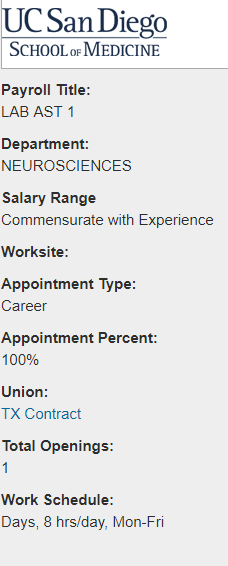 UC San Diego
SCHOOL OF MEDICINE
Payroll Title:
LAB AST 1
Department:
NEUROSCIENCES
Salary Range
Commensurate with Experience
Worksite:
Appointment Type:
Career
Appointment Percent:
100%
Union:
TX Contract
Total Openings:
1
Work Schedule:
Days, 8 hrs/day, Mon-Fri